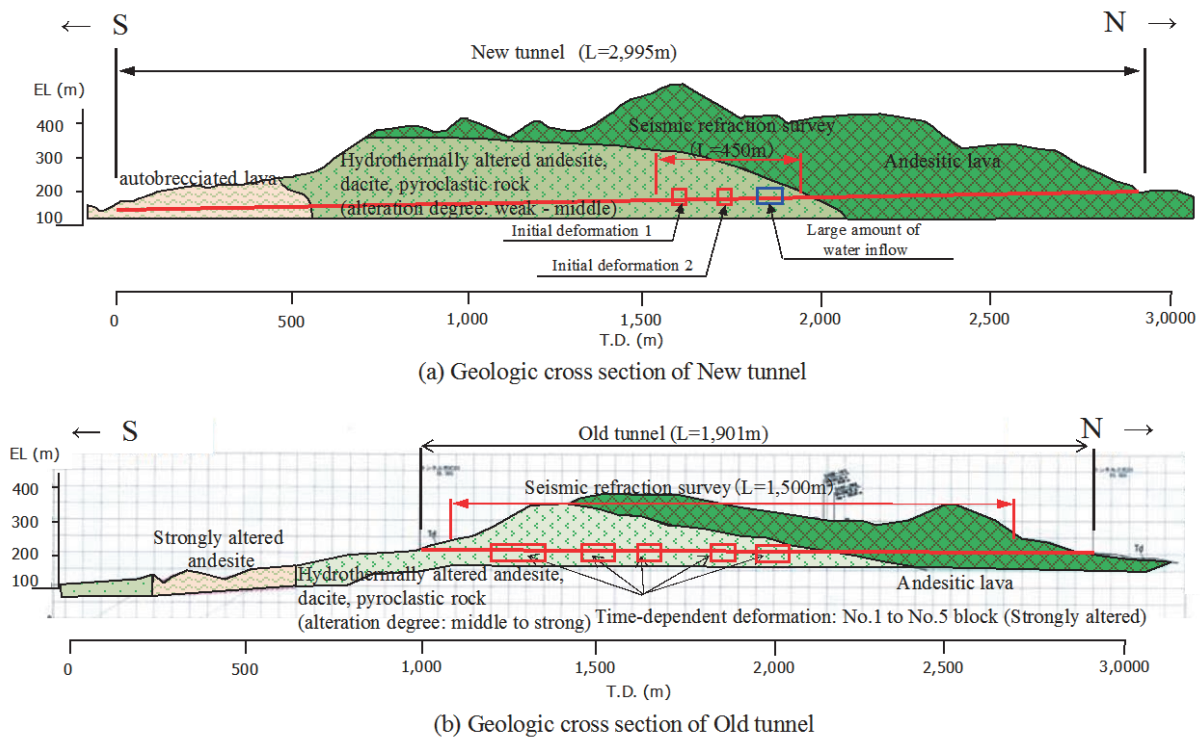 ← S
N →
New tunnel (L=2,995m)
EL (m)
400
300
200
100
Seismic refraction survey
(L=450m)
Hydrothermally altered andesite,
dacite, pyroclastic rock
(alteration degree: weak - middle)
autobrecciated lava
Andesitic lava
Initial deformation 1
Initial deformation 2
Large amount of
water inflow
0
500
1,000
1,500
2,000
2,500
3,0000
T.D. (m)
(a) Geologic cross section of New tunnel
← S
N →
Old tunnel (L=1,901m)
EL (m)
400
300
200
100
Seismic refraction survey (L=1,500m)
Strongly altered
andesite
Hydrothermally altered andesite,
dacite, pyroclastic rock
(alteration degree: middle to strong)
Andesitic lava
Time-dependent deformation: No.1 to No.5 block (Strongly altered)
0
500
1,000
1,500
2,000
2,500
3,0000
T.D. (m)
(b) Geologic cross section of Old tunnel